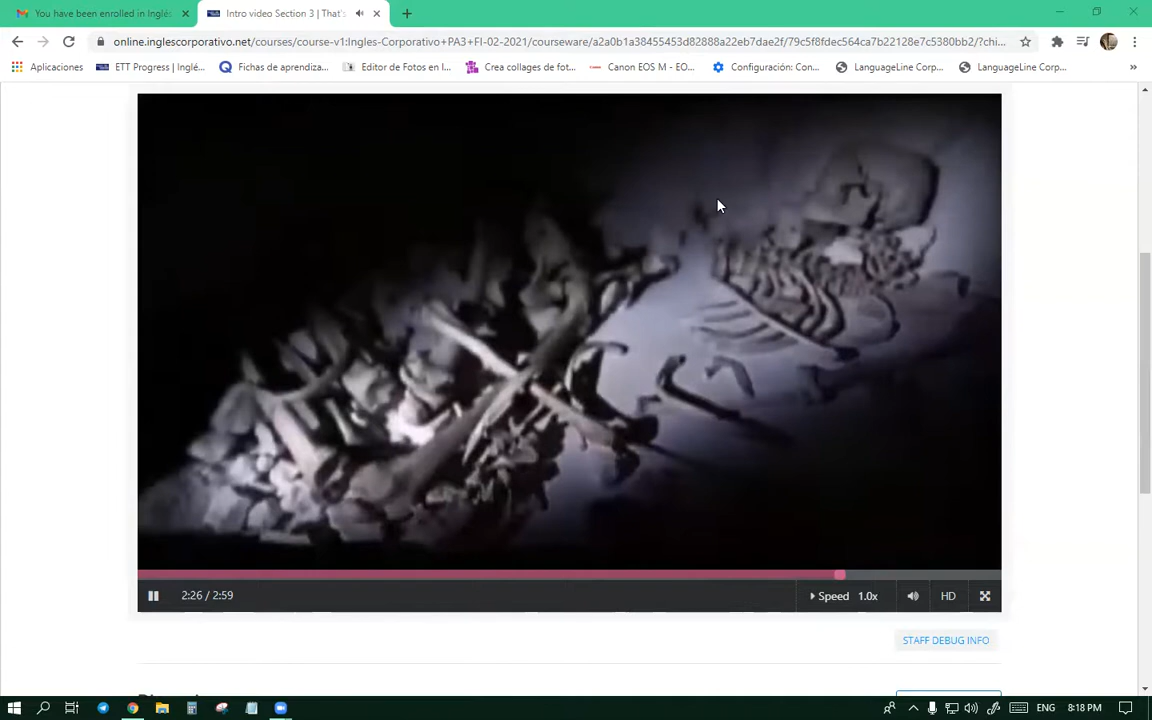 You have been enrolled in Inglés
Intro video Section 3 | That's
online.inglescorporativo.net/courses/course-v1:Ingles-Corporativo+PA3+FI-02-2021/courseware/a2a0b1a38455453d82888a22eb7dae2f/79c5f8fdec564ca7b22128e7c5380bb2/?chi...
Aplicaciones
ETT Progress | Inglé...
Fichas de aprendiza...
Editor de Fotos en l...
Crea collages de fot...
Canon EOS M - EO...
Configuración: Con...
LanguageLine Corp...
LanguageLine Corp...
2:26 / 2:59
Speed 1.0x
HD
STAFF DEBUG INFO
ENG 8:18 PM